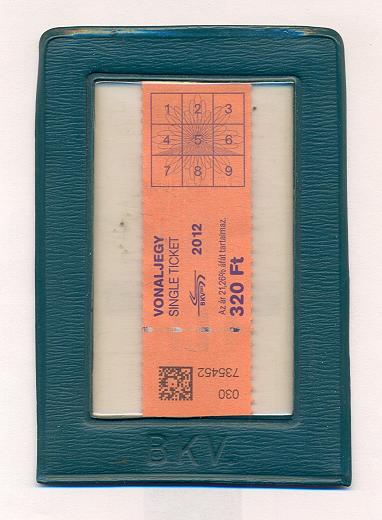 1 2 3
4 5 6
7 8 9
VONALJEGY
SINGLE TICKET
BKV
2012
Az ár 21,26% áfát tartalmaz.
320 Ft
030
735452
BKV.